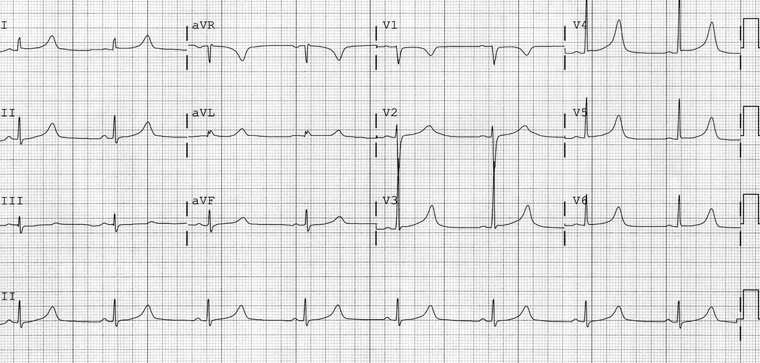 I aVR V1 V4
II aVL V2 V5
III aVF V3 V6
II